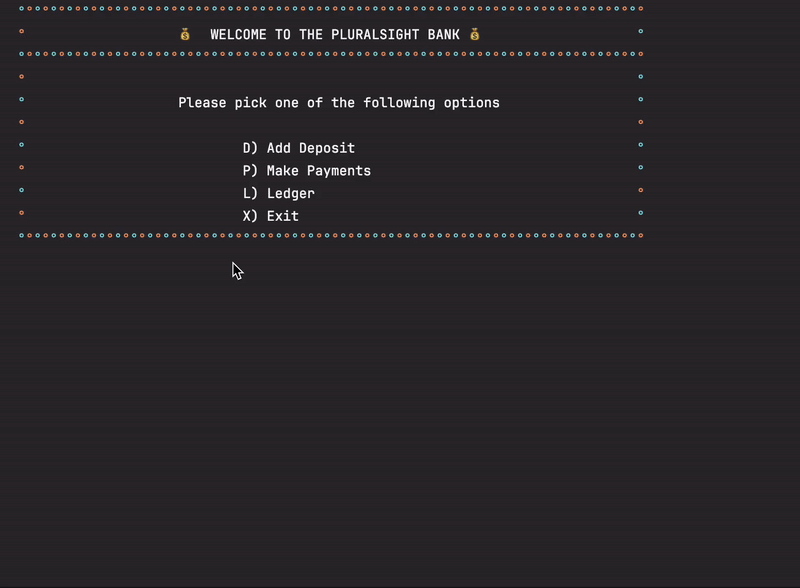 💰 WELCOME TO THE PLURALSIGHT BANK 💰
Please pick one of the following options
D) Add Deposit
P) Make Payments
L) Ledger
X) Exit